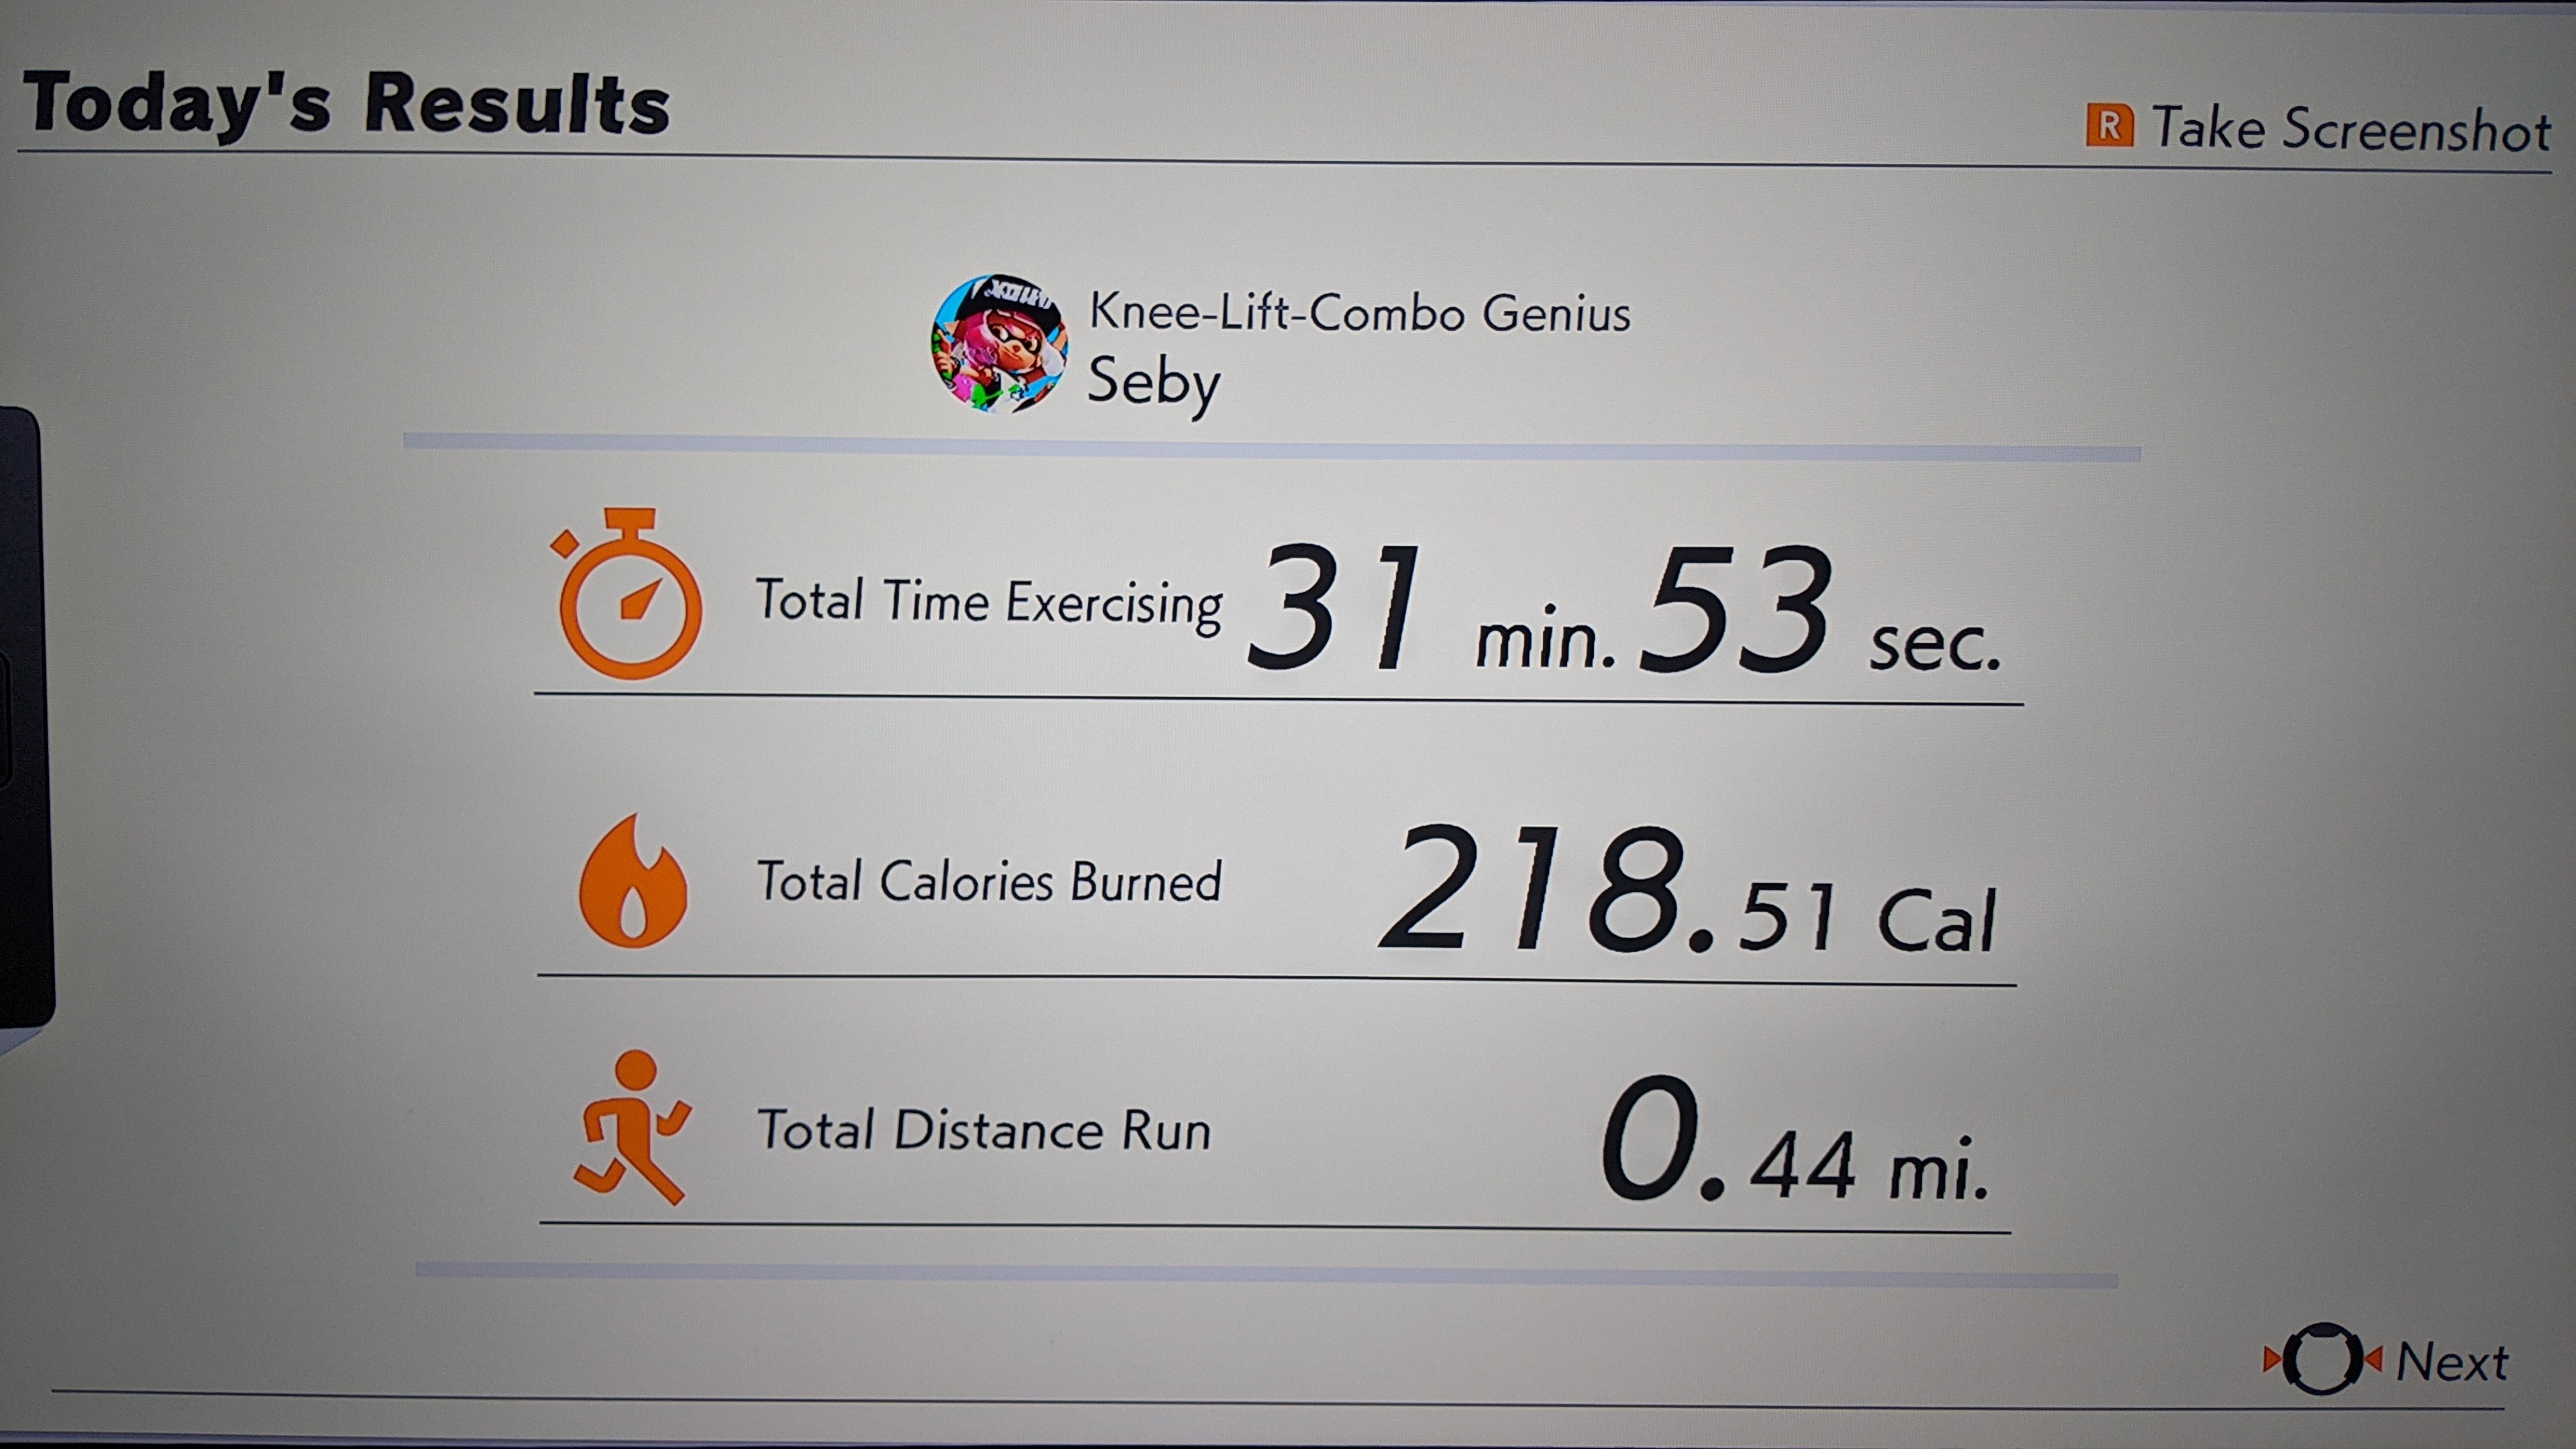 Today's Results
R Take Screenshot
Knee-Lift-Combo Genius
Seby
Total Time Exercising 31 min. 53 sec.
Total Calories Burned 218.51 Cal
Total Distance Run 0.44 mi.
Next